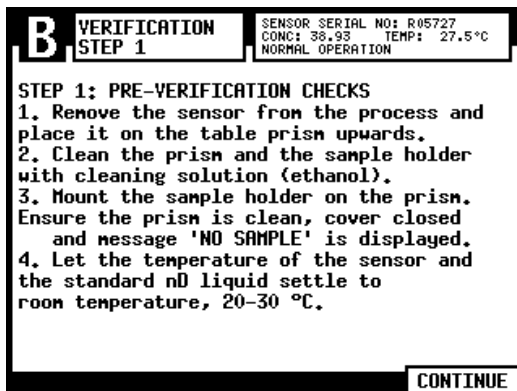 B
VERIFICATION
STEP 1
SENSOR SERIAL NO: R05727
CONC: 38.93 TEMP: 27.5°C
NORMAL OPERATION
STEP 1: PRE-VERIFICATION CHECKS
1. Remove the sensor from the process and
place it on the table prism upwards.
2. Clean the prism and the sample holder
with cleaning solution (ethanol).
3. Mount the sample holder on the prism.
Ensure the prism is clean, cover closed
and message 'NO SAMPLE' is displayed.
4. Let the temperature of the sensor and
the standard nD liquid settle to
room temperature, 20-30 °C.
CONTINUE